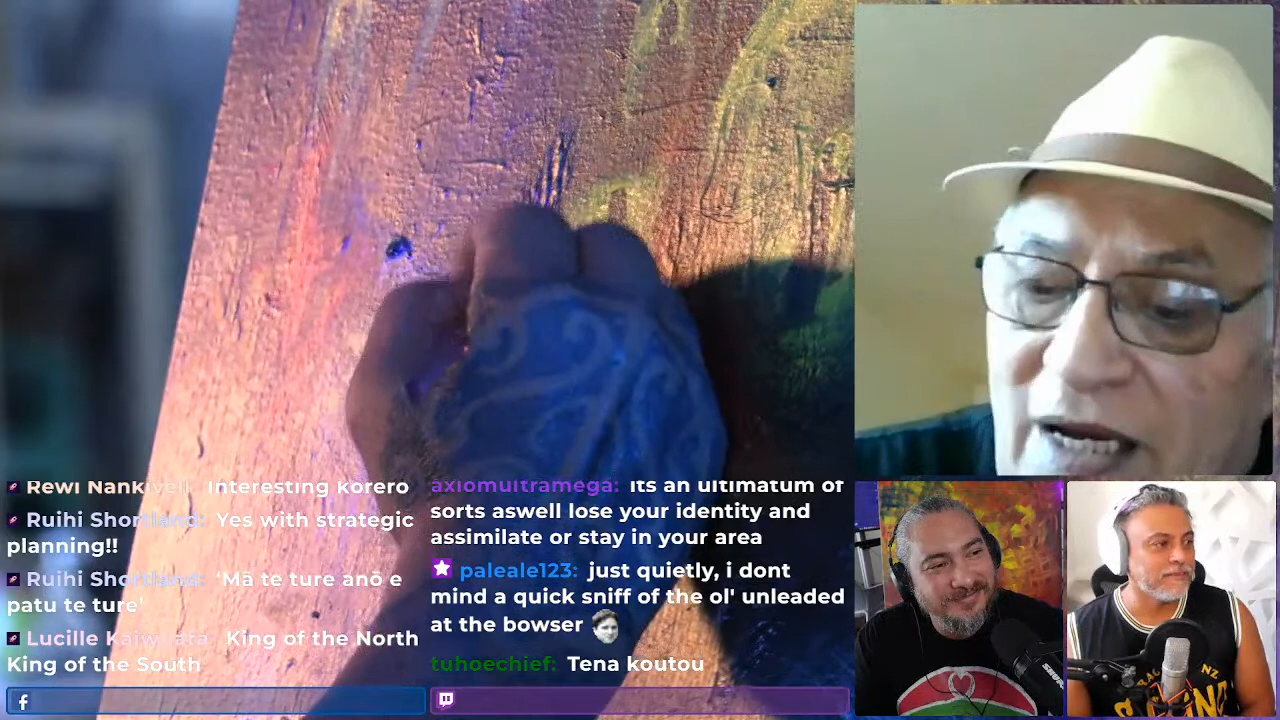 Rewi Nankivell: Interesting korero
Ruihi Shortland: Yes with strategic
planning!!
Ruihi Shortland: 'Mā te ture anō e
patu te ture'
Lucille King of the North
King of the South
axiomultramega: its an ultimatum of
sorts aswell lose your identity and
assimilate or stay in your area
paleale123: just quietly, i dont
mind a quick sniff of the ol' unleaded
at the bowser
tuhoechief: Tena koutou
NZ